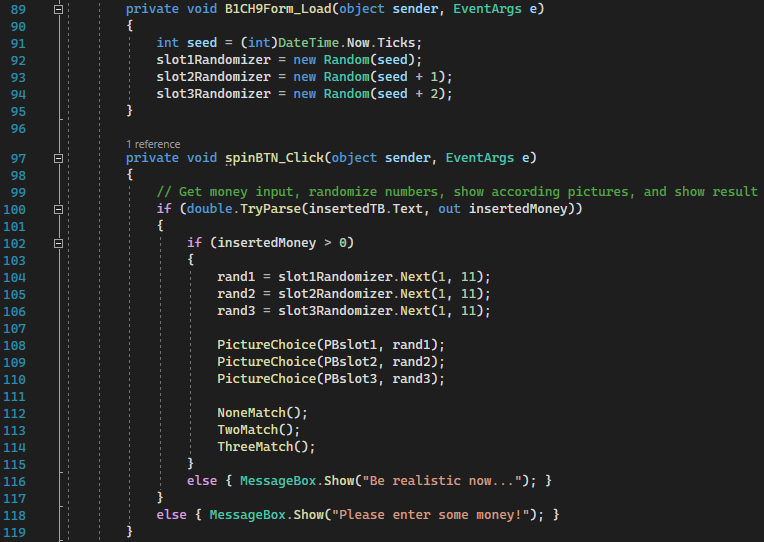 89 private void B1CH9Form_Load(object sender, EventArgs e)
90 {
91 int seed = (int)DateTime.Now.Ticks;
92 slot1Randomizer = new Random(seed);
93 slot2Randomizer = new Random(seed + 1);
94 slot3Randomizer = new Random(seed + 2);
95 }
96
1 reference
97 private void spinBTN_Click(object sender, EventArgs e)
98 {
99 // Get money input, randomize numbers, show according pictures, and show result
100 if (double.TryParse(insertedTB.Text, out insertedMoney))
101 {
102 if (insertedMoney > 0)
103 {
104 rand1 = slot1Randomizer.Next(1, 11);
105 rand2 = slot2Randomizer.Next(1, 11);
106 rand3 = slot3Randomizer.Next(1, 11);
107
108 PictureChoice(PBslot1, rand1);
109 PictureChoice(PBslot2, rand2);
110 PictureChoice(PBslot3, rand3);
111
112 NoneMatch();
113 TwoMatch();
114 ThreeMatch();
115 }
116 else { MessageBox.Show("Be realistic now..."); }
117 }
118 else { MessageBox.Show("Please enter some money!"); }
119 }